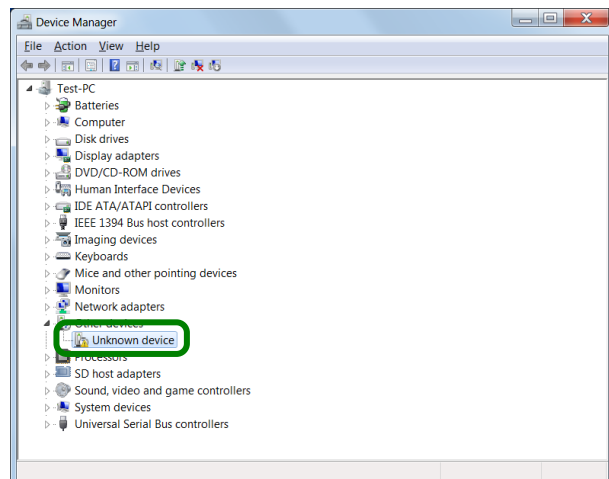 Device Manager
File Action View Help
Test-PC
Batteries
Computer
Disk drives
Display adapters
DVD/CD-ROM drives
Human Interface Devices
IDE ATA/ATAPI controllers
IEEE 1394 Bus host controllers
Imaging devices
Keyboards
Mice and other pointing devices
Monitors
Network adapters
Other devices
Unknown device
Processors
SD host adapters
Sound, video and game controllers
System devices
Universal Serial Bus controllers